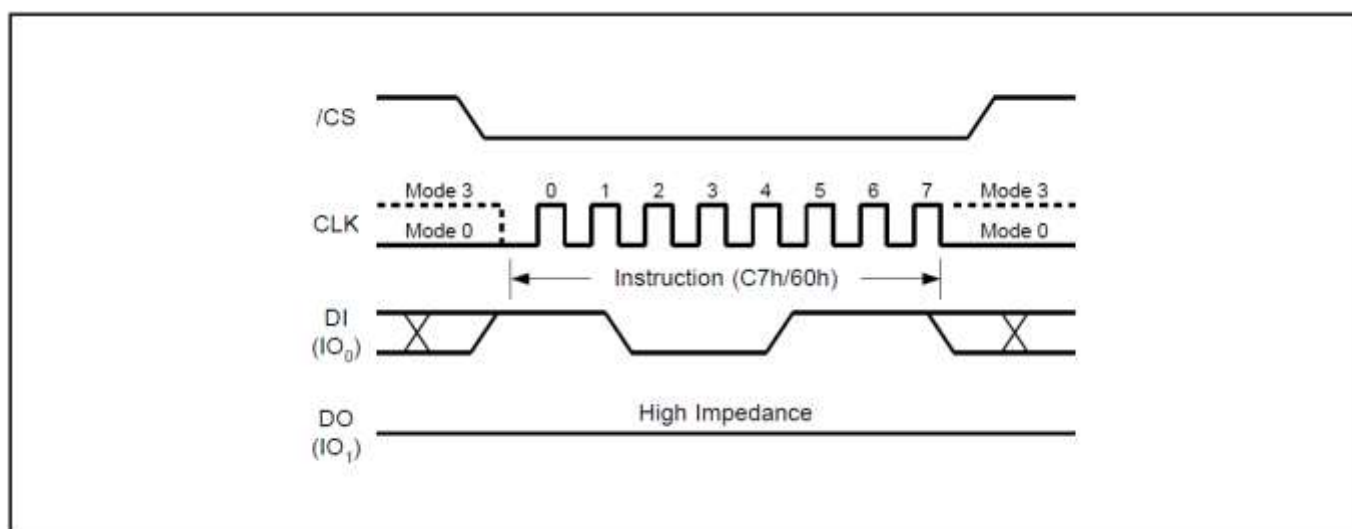 /CS
Mode 3 0 1 2 3 4 5 6 7 Mode 3
CLK Mode 0 Mode 0
Instruction (C7h/60h)
DI
(IO₀)
High Impedance
DO
(IO₁)